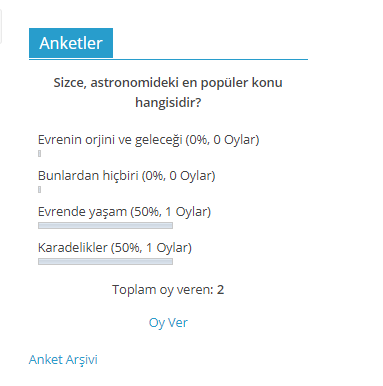 Anketler
Sizce, astronomideki en popüler konu
hangisidir?
Evrenin orjini ve geleceği (0%, 0 Oylar)
Bunlardan hiçbiri (0%, 0 Oylar)
Evrende yaşam (50%, 1 Oylar)
Karadelikler (50%, 1 Oylar)
Toplam oy veren: 2
Oy Ver
Anket Arşivi